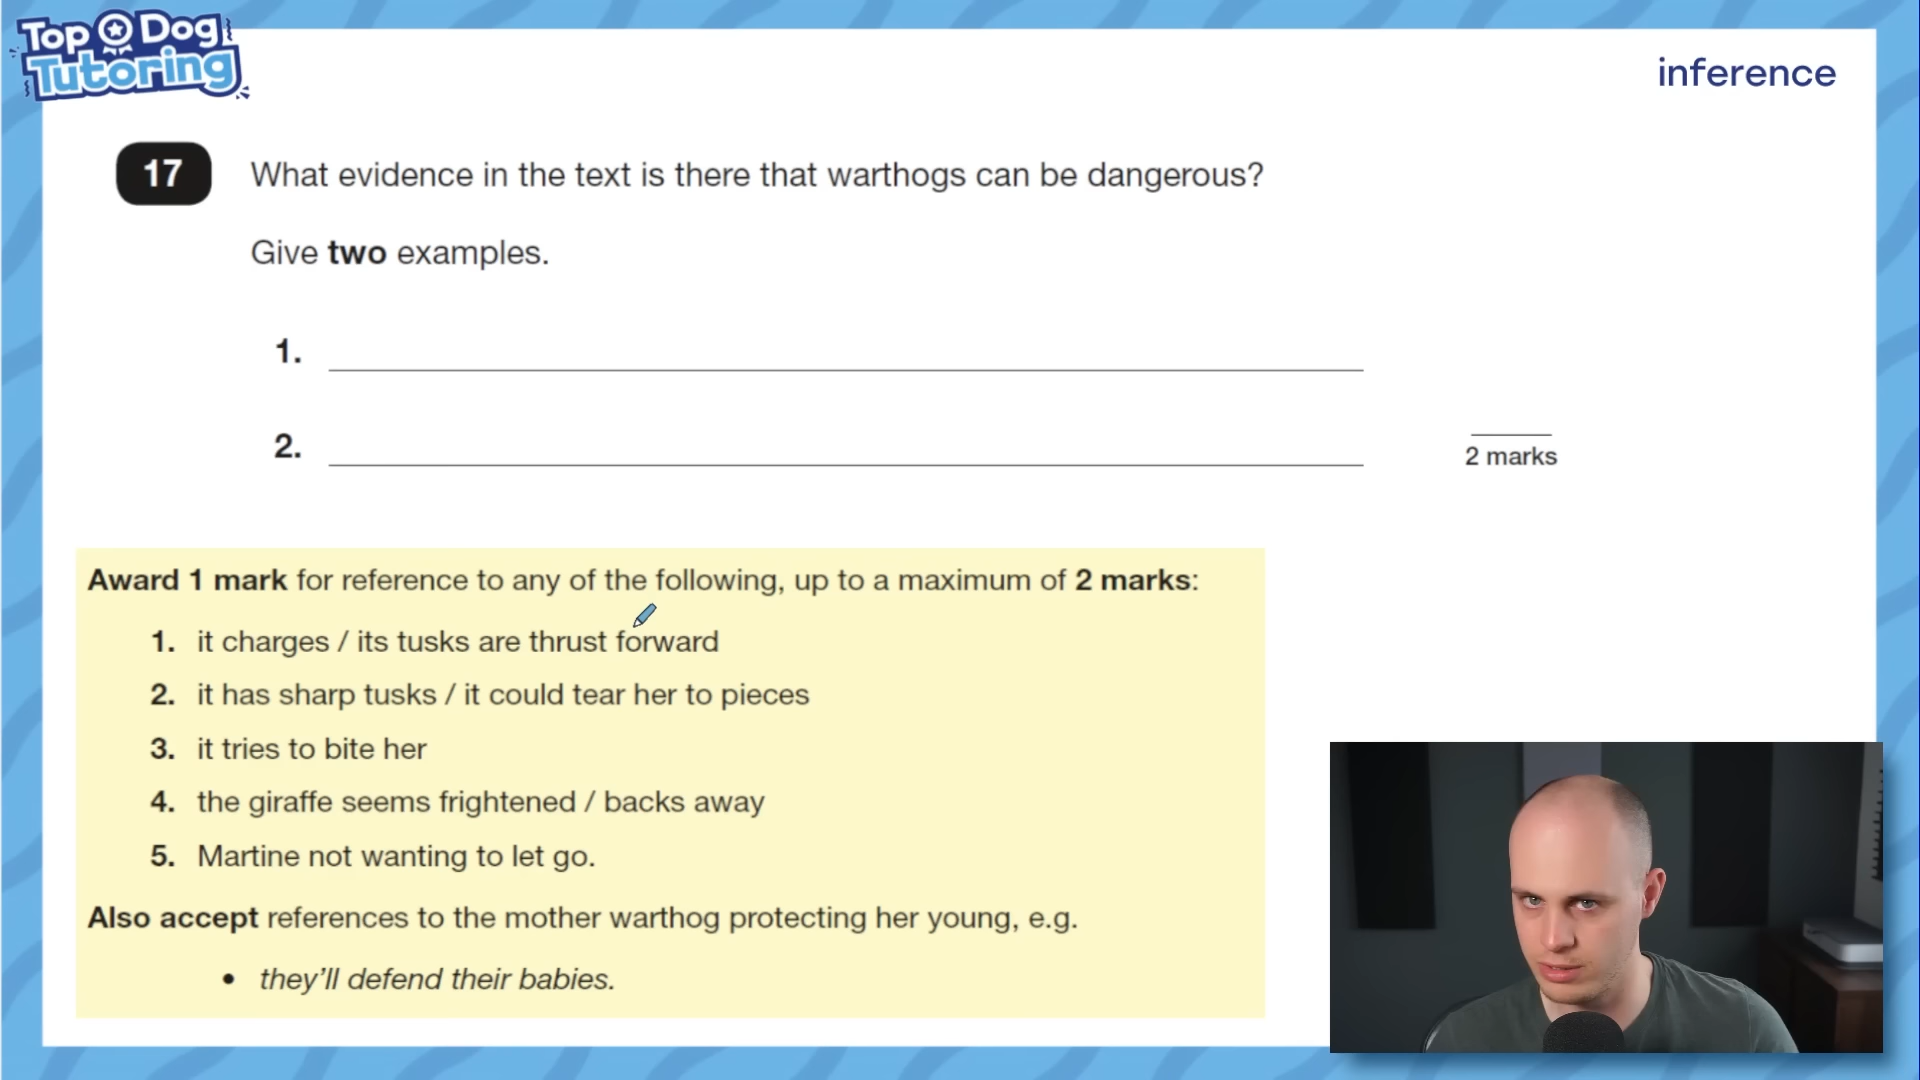 Top Dog
Tutoring
inference
17 What evidence in the text is there that warthogs can be dangerous?
Give two examples.
1.
2.
2 marks
Award 1 mark for reference to any of the following, up to a maximum of 2 marks:
1. it charges / its tusks are thrust forward
2. it has sharp tusks / it could tear her to pieces
3. it tries to bite her
4. the giraffe seems frightened / backs away
5. Martine not wanting to let go.
Also accept references to the mother warthog protecting her young, e.g.
• they'll defend their babies.